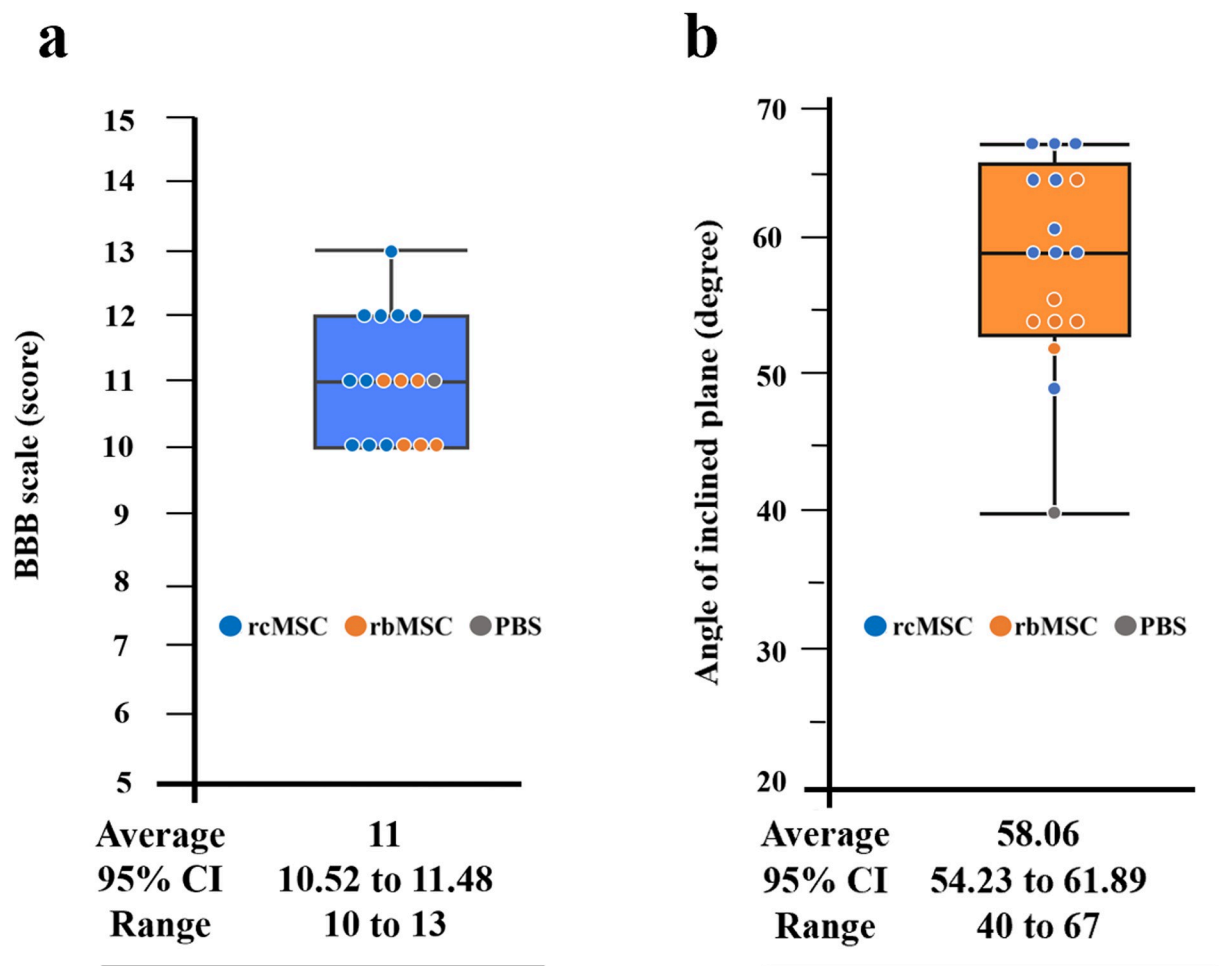 a
BBB scale (score)
15
14
13
12
11
10
9
8
7
6
5
rcMSC rbMSC PBS
Average 11
95% CI 10.52 to 11.48
Range 10 to 13
b
Angle of inclined plane (degree)
70
60
50
40
30
20
rcMSC rbMSC PBS
Average 58.06
95% CI 54.23 to 61.89
Range 40 to 67